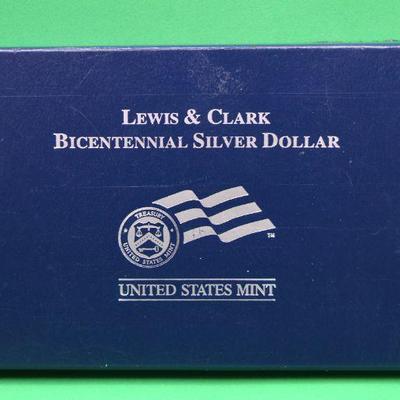 LEWIS & CLARK
BICENTENNIAL SILVER DOLLAR
TREASURY
UNITED STATES MINT
TM
UNITED STATES MINT